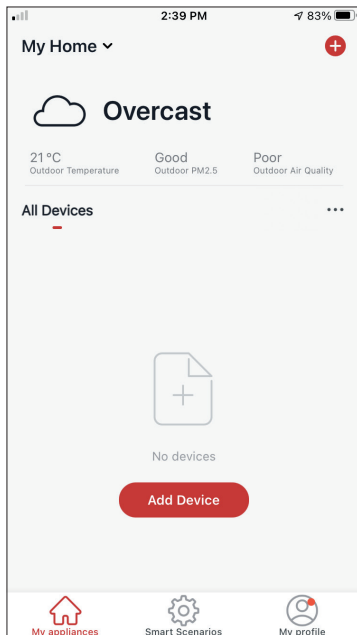 2:39 PM
83%
My Home
Overcast
21 °C Good Poor
Outdoor Temperature Outdoor PM2.5 Outdoor Air Quality
All Devices
No devices
Add Device
My appliances Smart Scenarios My profile